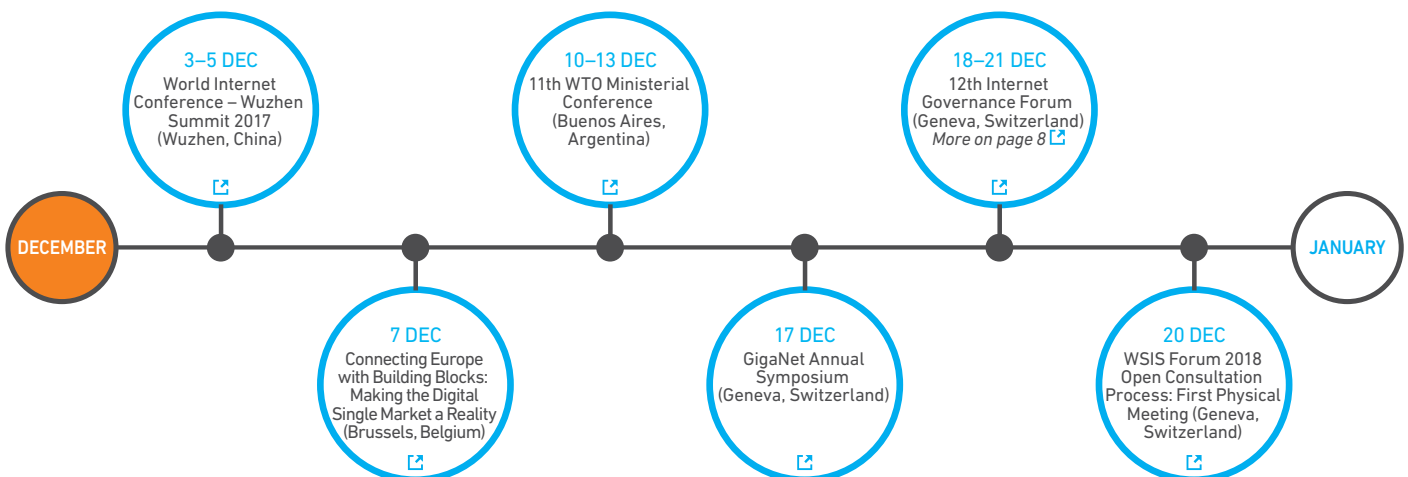 DECEMBER
3–5 DEC
World Internet
Conference – Wuzhen
Summit 2017
(Wuzhen, China)
7 DEC
Connecting Europe
with Building Blocks:
Making the Digital
Single Market a Reality
(Brussels, Belgium)
10–13 DEC
11th WTO Ministerial
Conference
(Buenos Aires,
Argentina)
17 DEC
GigaNet Annual
Symposium
(Geneva, Switzerland)
18–21 DEC
12th Internet
Governance Forum
(Geneva, Switzerland)
More on page 8
20 DEC
WSIS Forum 2018
Open Consultation
Process: First Physical
Meeting (Geneva,
Switzerland)
JANUARY